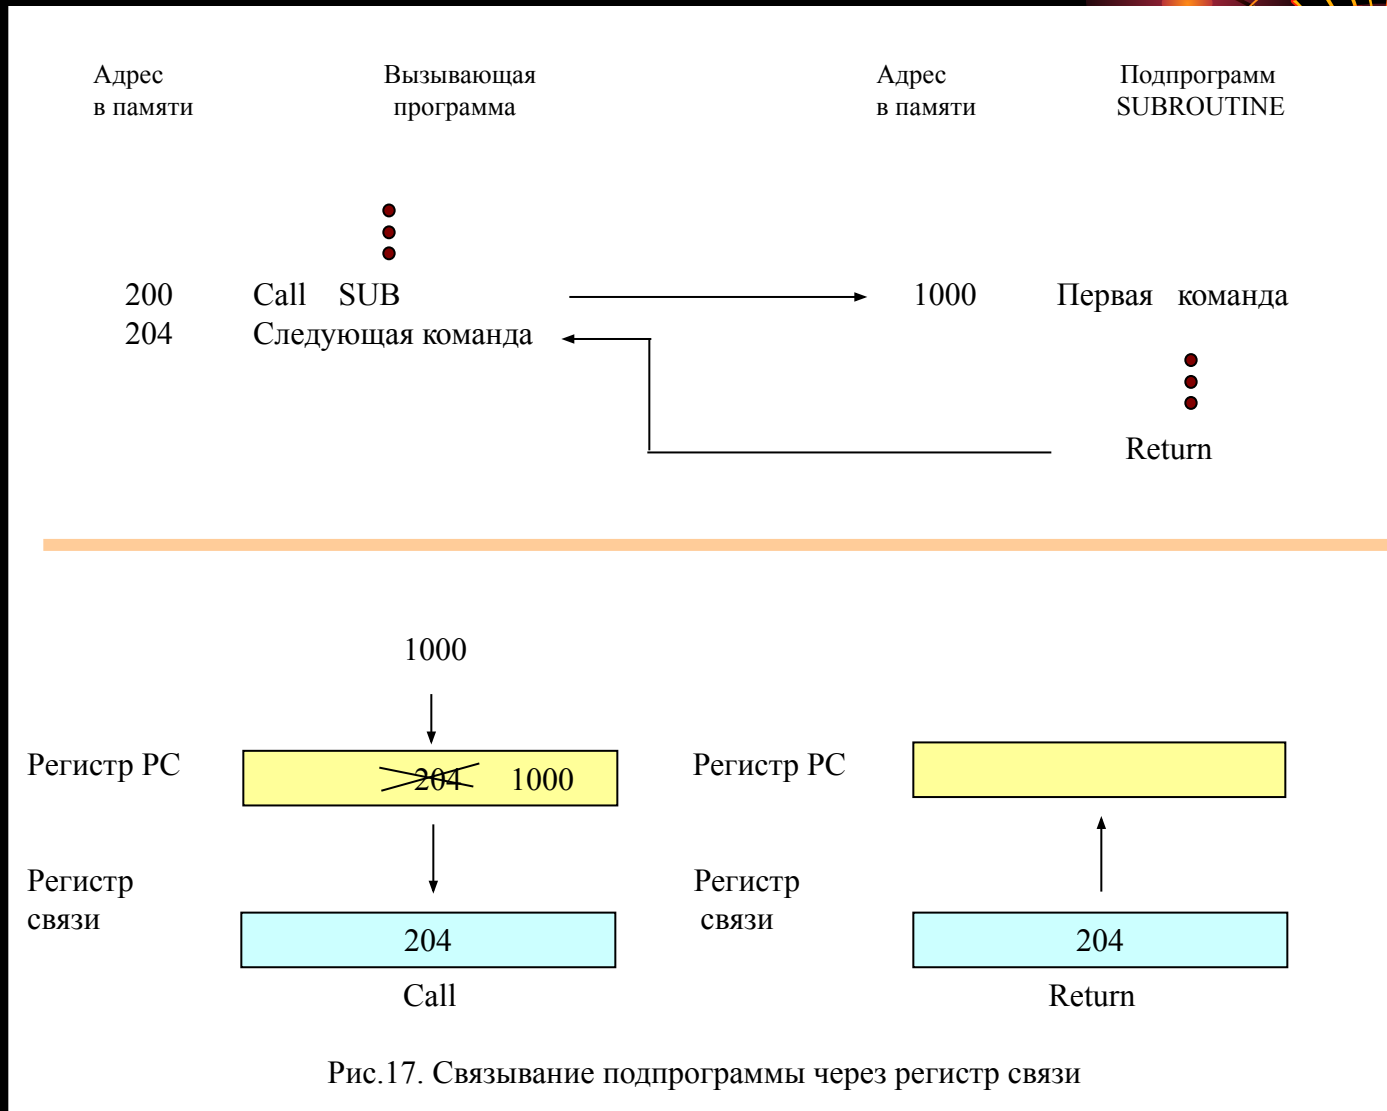 Адрес
в памяти
Вызывающая
программа
Адрес
в памяти
Подпрограмм
SUBROUTINE
200 Call SUB 1000 Первая команда
204 Следующая команда
Return
1000
Регистр PC
204 1000
Регистр PC
Регистр
связи
204
Регистр
связи
204
Call
Return
Рис.17. Связывание подпрограммы через регистр связи